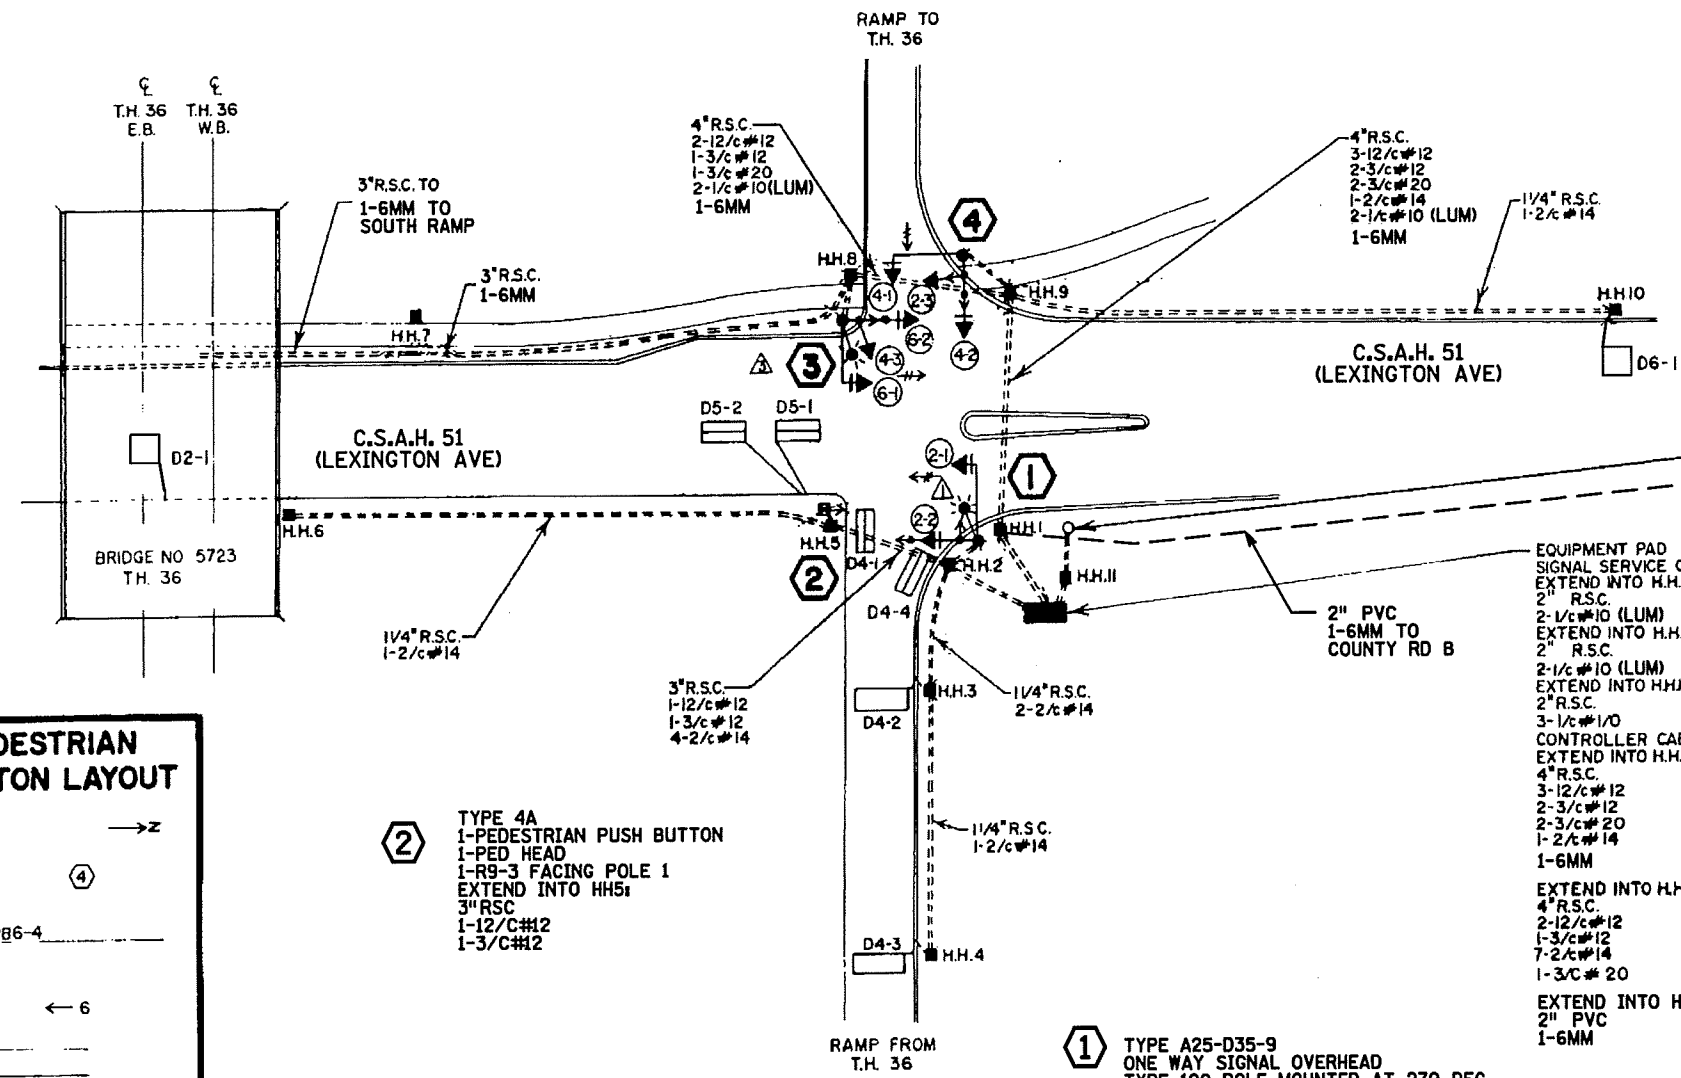 RAMP TO
T.H. 36
℄
T.H. 36
E.B.
℄
T.H. 36
W.B.
4"R.S.C.
2-12/c#12
1-3/c#12
1-3/c#20
2-1/c#10(LUM)
1-6MM
4"R.S.C.
3-12/c#12
2-3/c#12
2-3/c#20
1-2/c#14
2-1/c#10 (LUM)
1-6MM
3"R.S.C. TO
1-6MM TO
SOUTH RAMP
1 1/4" R.S.C.
1-2/c#14
3"R.S.C.
1-6MM
4
H.H.8
H.H.9
H.H.10
H.H.7
4-1
2-3
6-2
4-2
4-3
6-1
3
3
C.S.A.H. 51
(LEXINGTON AVE)
D6-1
D5-2
D5-1
C.S.A.H. 51
(LEXINGTON AVE)
D2-1
2-1
1
1
2-2
H.H.6
H.H.5
H.H.1
BRIDGE NO 5723
T.H. 36
D4-1
H.H.2
H.H.11
2
D4-4
EQUIPMENT PAD
SIGNAL SERVICE
EXTEND INTO H.H.
2" R.S.C.
2-1/c#10 (LUM)
EXTEND INTO H.H.
2" R.S.C.
2-1/c#10 (LUM)
EXTEND INTO
2"R.S.C.
3-1/c#1/0
CONTROLLER
EXTEND INTO H.H.
4"R.S.C.
3-12/c#12
2-3/c#12
2-3/c#20
1-2/c#14
1-6MM
EXTEND INTO
4"R.S.C.
2-12/c#12
1-3/c#12
7-2/c#14
1-3/C#20
EXTEND INTO
2" PVC
1-6MM
2" PVC
1-6MM TO
COUNTY RD B
1 1/4" R.S.C.
1-2/c#14
3"R.S.C.
1-12/c#12
1-3/c#12
4-2/c#14
H.H.3
D4-2
1 1/4"R.S.C.
2-2/c#14
1 1/4"R.S.C.
1-2/c#14
D4-3
H.H.4
LAYOUT
Z
4
6
2
TYPE 4A
1-PEDESTRIAN PUSH BUTTON
1-PED HEAD
1-R9-3 FACING POLE 1
EXTEND INTO HH5:
3"RSC
1-12/C#12
1-3/C#12
RAMP FROM
T.H. 36
1
TYPE A25-D35-9
ONE WAY SIGNAL OVERHEAD